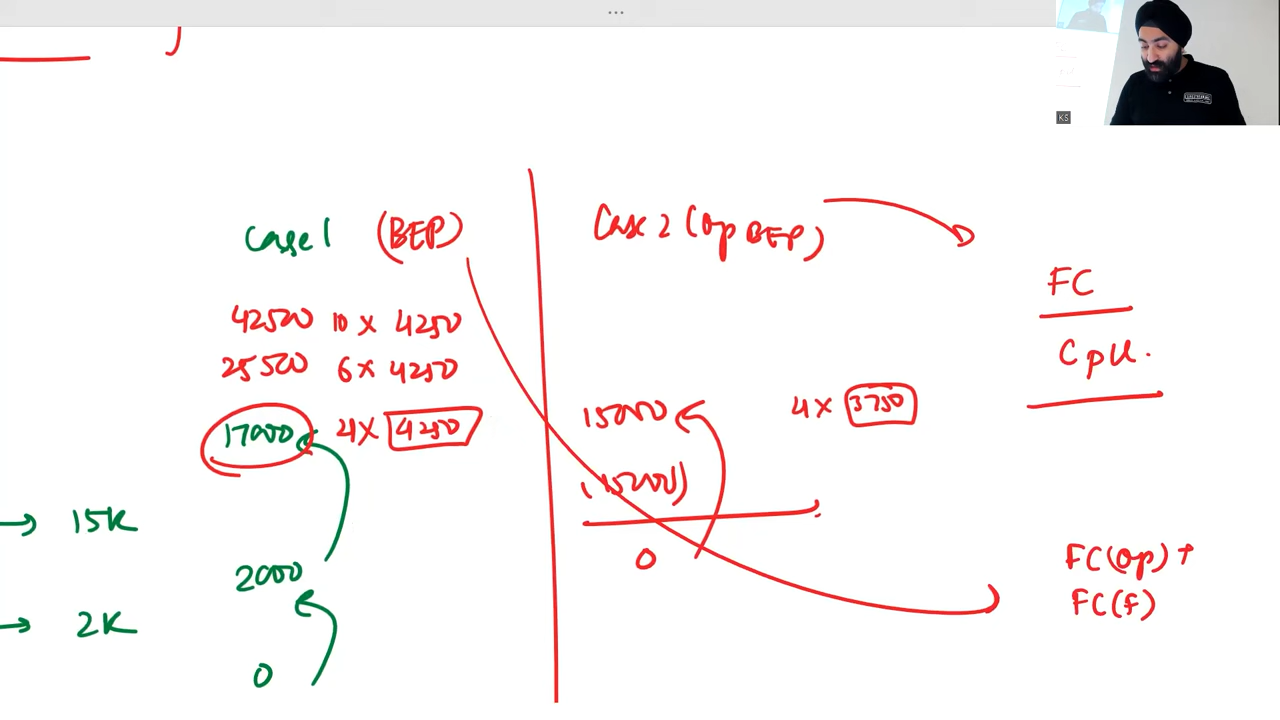 Case 1 (BEP)
42500 10 x 4250
25500 6 x 4250
17000 4 x 4250
→ 15K
2000
→ 2K
0
Case 2 (Op BEP)
15000 4 x 3750
(15000)
0
FC
CpU.
FC(Op) +
FC(F)
KS